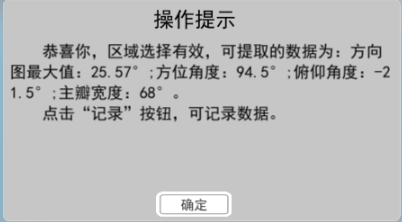 操作提示
恭喜你，区域选择有效，可提取的数据为：方向
图最大值：25.57°;方位角度：94.5°;俯仰角度：-2
1.5°;主瓣宽度：68°。
点击“记录”按钮，可记录数据。
确定